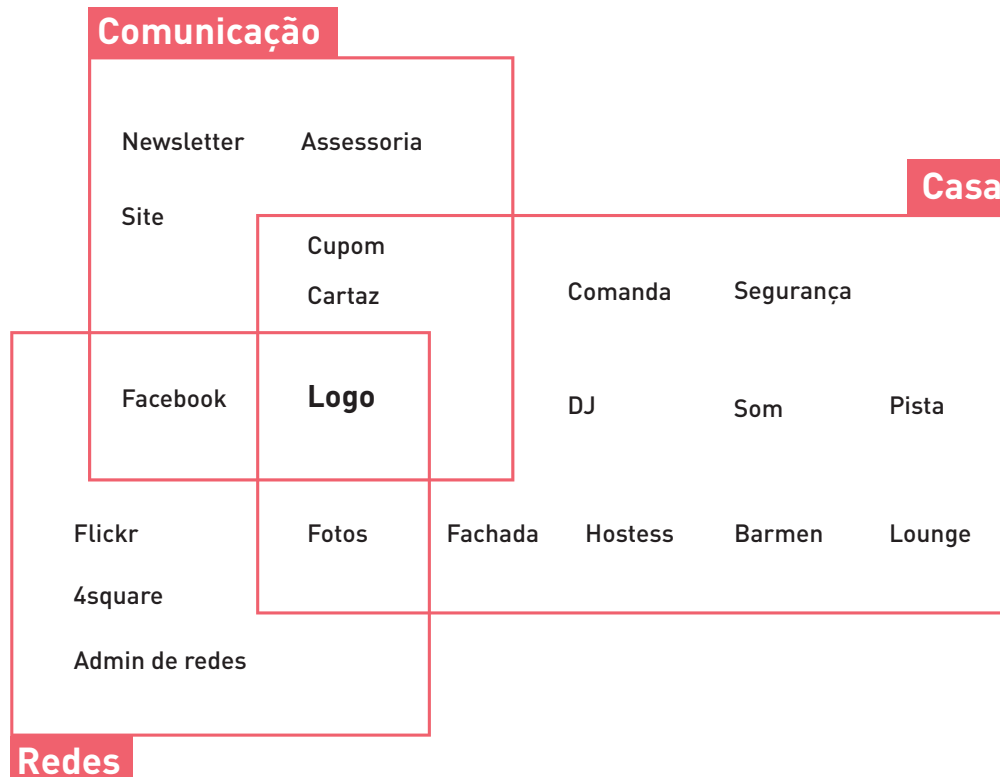 Comunicação
Newsletter
Assessoria
Casa
Site
Cupom
Cartaz
Comanda
Segurança
Facebook
Logo
DJ
Som
Pista
Flickr
Fotos
Fachada
Hostess
Barmen
Lounge
4square
Admin de redes
Redes